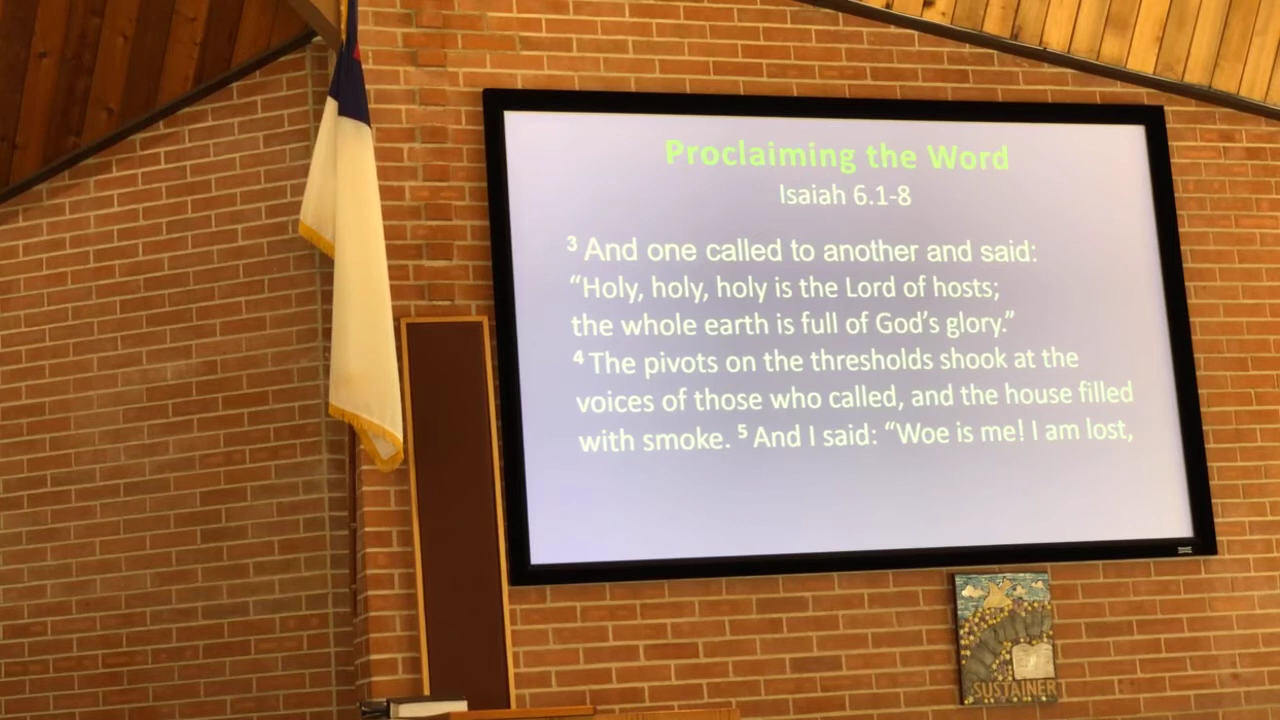 Proclaiming the Word
Isaiah 6.1-8
3 And one called to another and said:
“Holy, holy, holy is the Lord of hosts;
the whole earth is full of God’s glory.”
4 The pivots on the thresholds shook at the
voices of those who called, and the house filled
with smoke. 5 And I said: “Woe is me! I am lost,
SUSTAINER